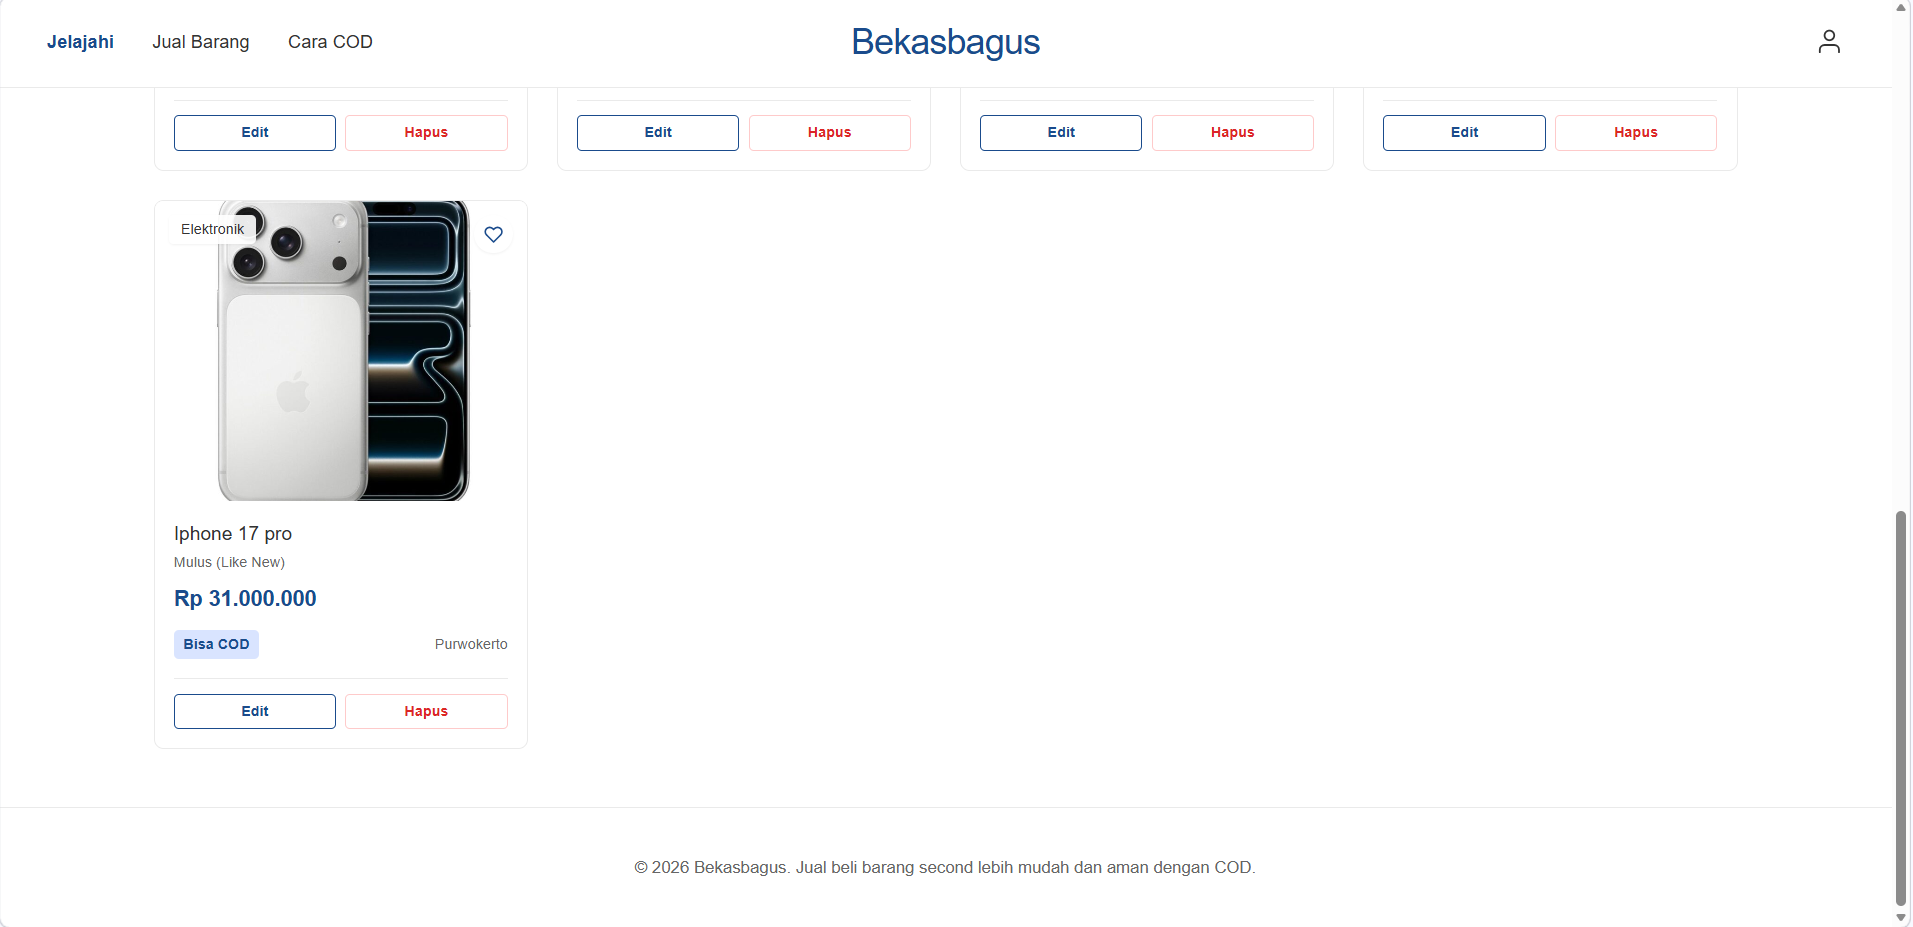 Jelajahi Jual Barang Cara COD Bekasbagus
Edit Hapus Edit Hapus Edit Hapus Edit Hapus
Elektronik
Iphone 17 pro
Mulus (Like New)
Rp 31.000.000
Bisa COD Purwokerto
Edit Hapus
© 2026 Bekasbagus. Jual beli barang second lebih mudah dan aman dengan COD.